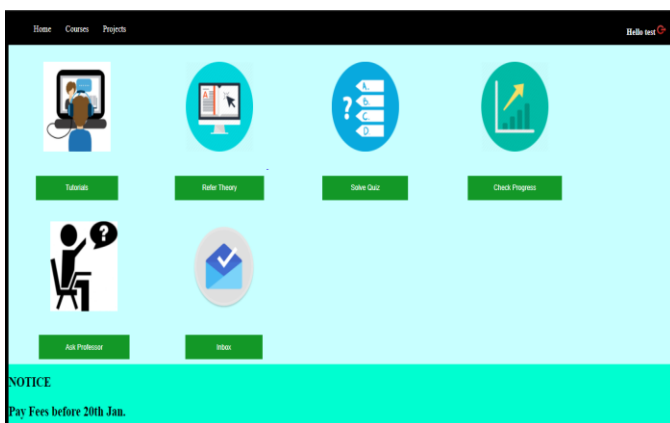 Home Courses Projects Hello test
A. b. C. D
?
Tutorials Refer Theory Solve Quiz Check Progress
?
Ask Professor Inbox
NOTICE
Pay Fees before 20th Jan.